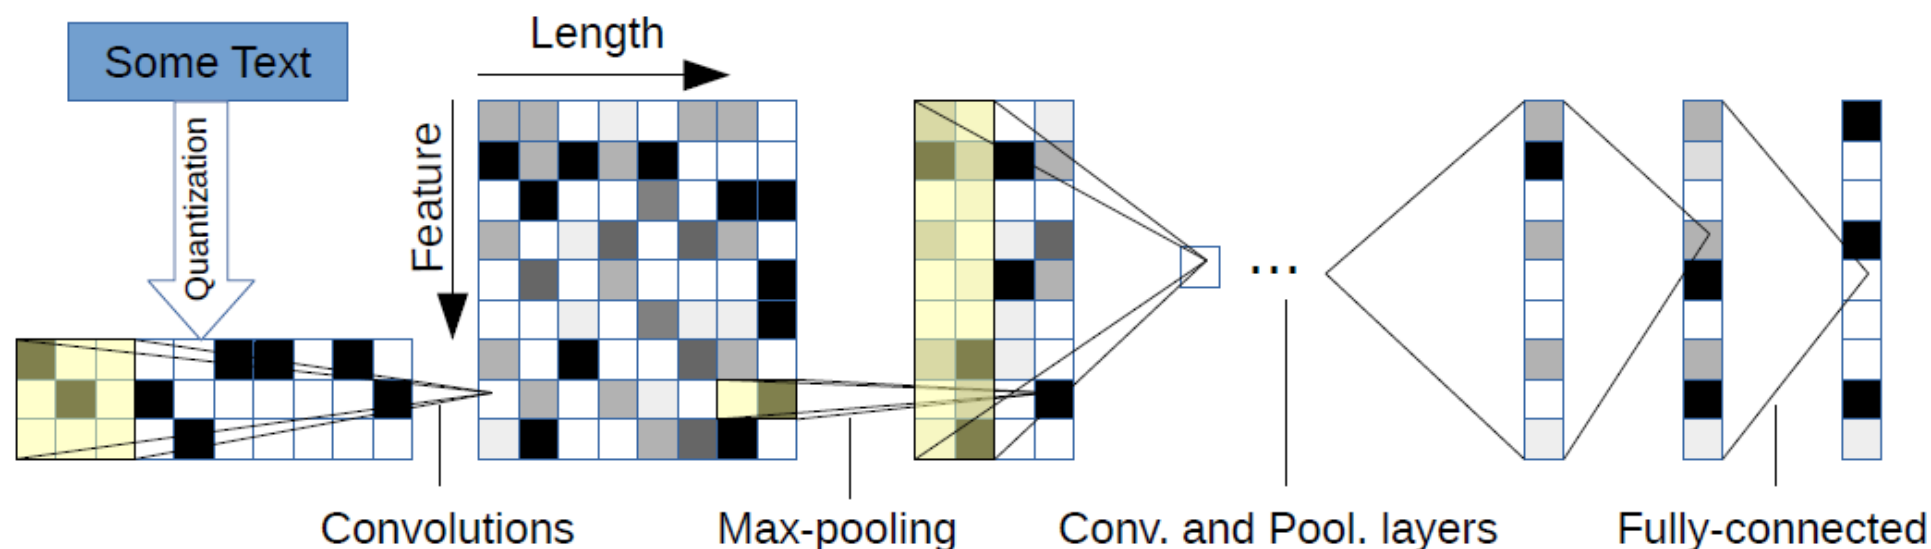 Some Text
Quantization
Length
Feature
...
Convolutions
Max-pooling
Conv. and Pool. layers
Fully-connected